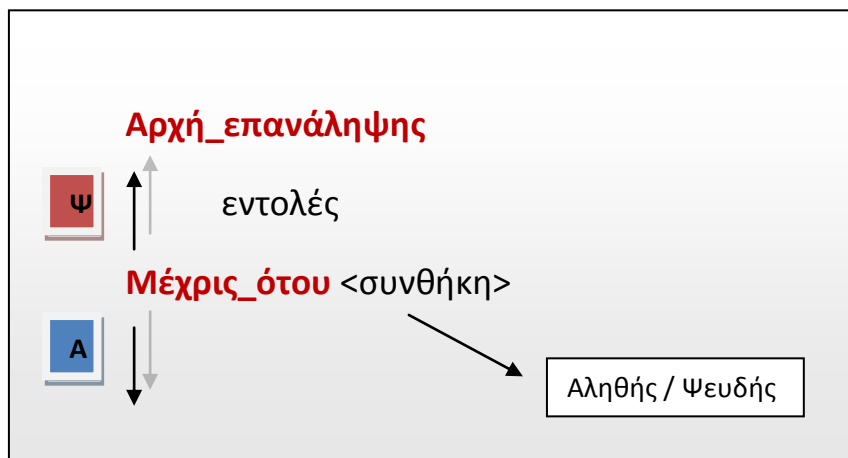 Αρχή_επανάληψης
Ψ
εντολές
Μέχρις_ότου <συνθήκη>
Α
Αληθής / Ψευδής